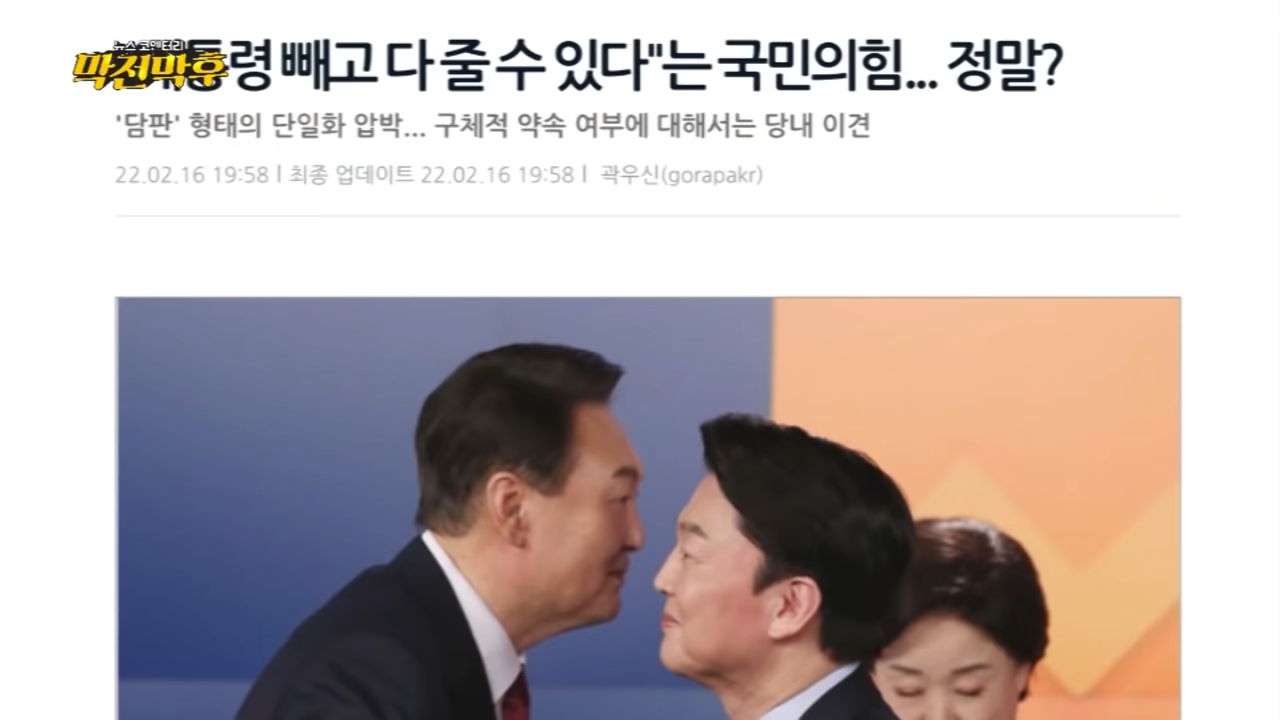 뉴스 코멘터리
막전막후
통령 빼고 다 줄 수 있다"는 국민의힘... 정말?
'담판' 형태의 단일화 압박... 구체적 약속 여부에 대해서는 당내 이견
22.02.16 19:58 l 최종 업데이트 22.02.16 19:58 l 곽우신(gorapakr)